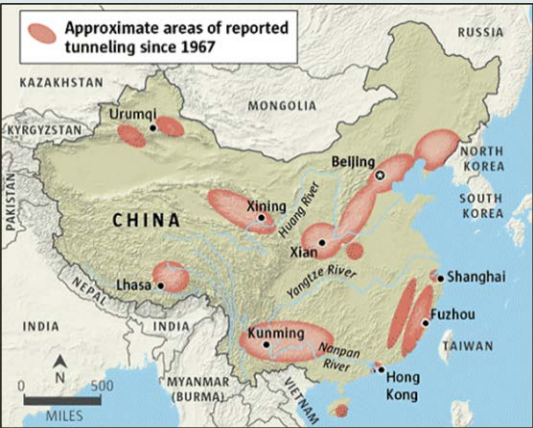 Approximate areas of reported
tunneling since 1967
RUSSIA
KAZAKHSTAN
MONGOLIA
Urumqi
KYRGYZSTAN
NORTH
KOREA
Beijing
PAKISTAN
SOUTH
KOREA
Xining
Huang River
CHINA
Xian
Yangtze River
Shanghai
Lhasa
NEPAL
Fuzhou
INDIA
INDIA
Kunming
TAIWAN
Nanpan
River
N
Hong
Kong
MYANMAR
(BURMA)
VIETNAM
0 500
MILES